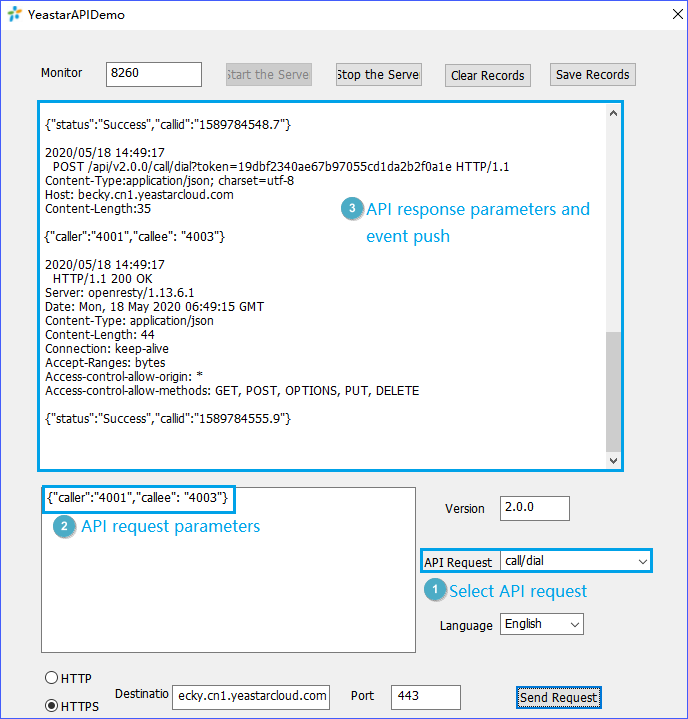 YeastarAPIDemo
Monitor 8260 Start the Serve Stop the Serve Clear Records Save Records
{"status":"Success","callid":"1589784548.7"}
2020/05/18 14:49:17
POST /api/v2.0.0/call/dial?token=19dbf2340ae67b97055cd1da2b2f0a1e HTTP/1.1
Content-Type:application/json; charset=utf-8
Host: becky.cn1.yeastarcloud.com
Content-Length:35
3 API response parameters and
event push
{"caller":"4001","callee": "4003"}
2020/05/18 14:49:17
HTTP/1.1 200 OK
Server: openresty/1.13.6.1
Date: Mon, 18 May 2020 06:49:15 GMT
Content-Type: application/json
Content-Length: 44
Connection: keep-alive
Accept-Ranges: bytes
Access-control-allow-origin: *
Access-control-allow-methods: GET, POST, OPTIONS, PUT, DELETE
{"status":"Success","callid":"1589784555.9"}
{"caller":"4001","callee": "4003"}
2 API request parameters
Version 2.0.0
API Request call/dial
1 Select API request
Language English
HTTP
HTTPS
Destinatio ecky.cn1.yeastarcloud.com Port 443 Send Request